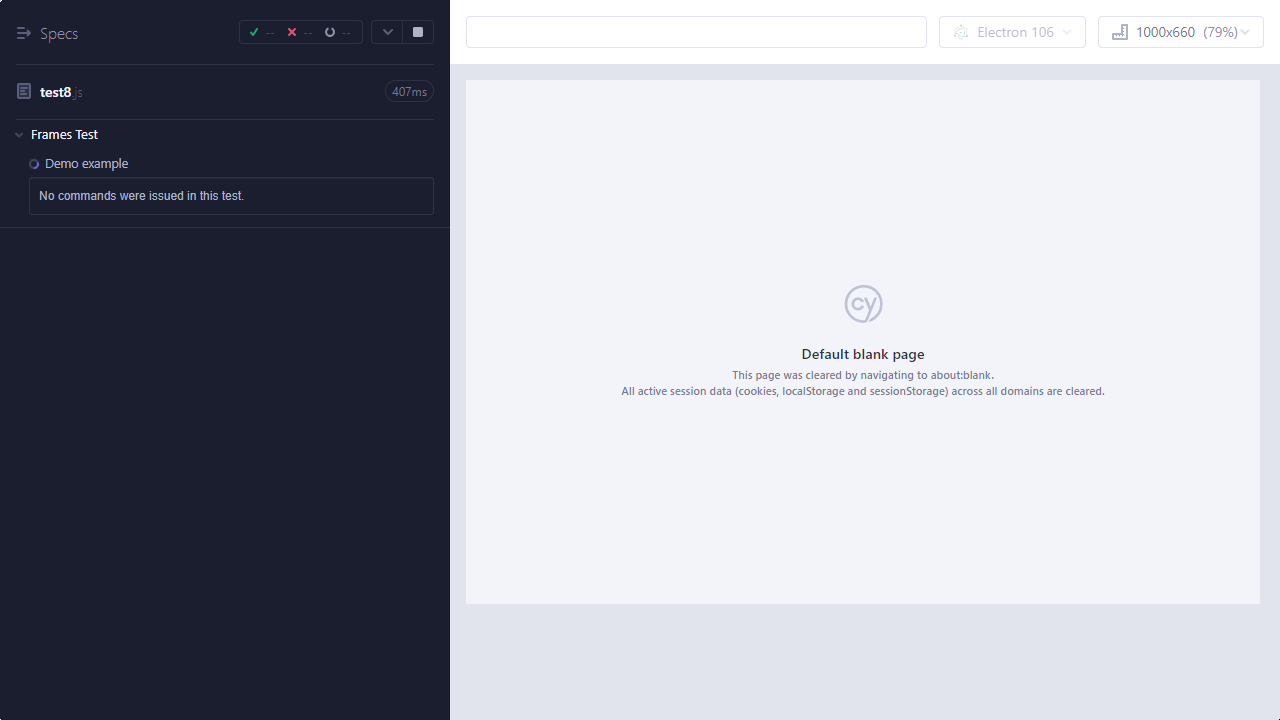 Specs
--
--
--
Electron 106
1000x660 (79%)
test8.js
407ms
Frames Test
Demo example
No commands were issued in this test.
cy
Default blank page
This page was cleared by navigating to about:blank.
All active session data (cookies, localStorage and sessionStorage) across all domains are cleared.